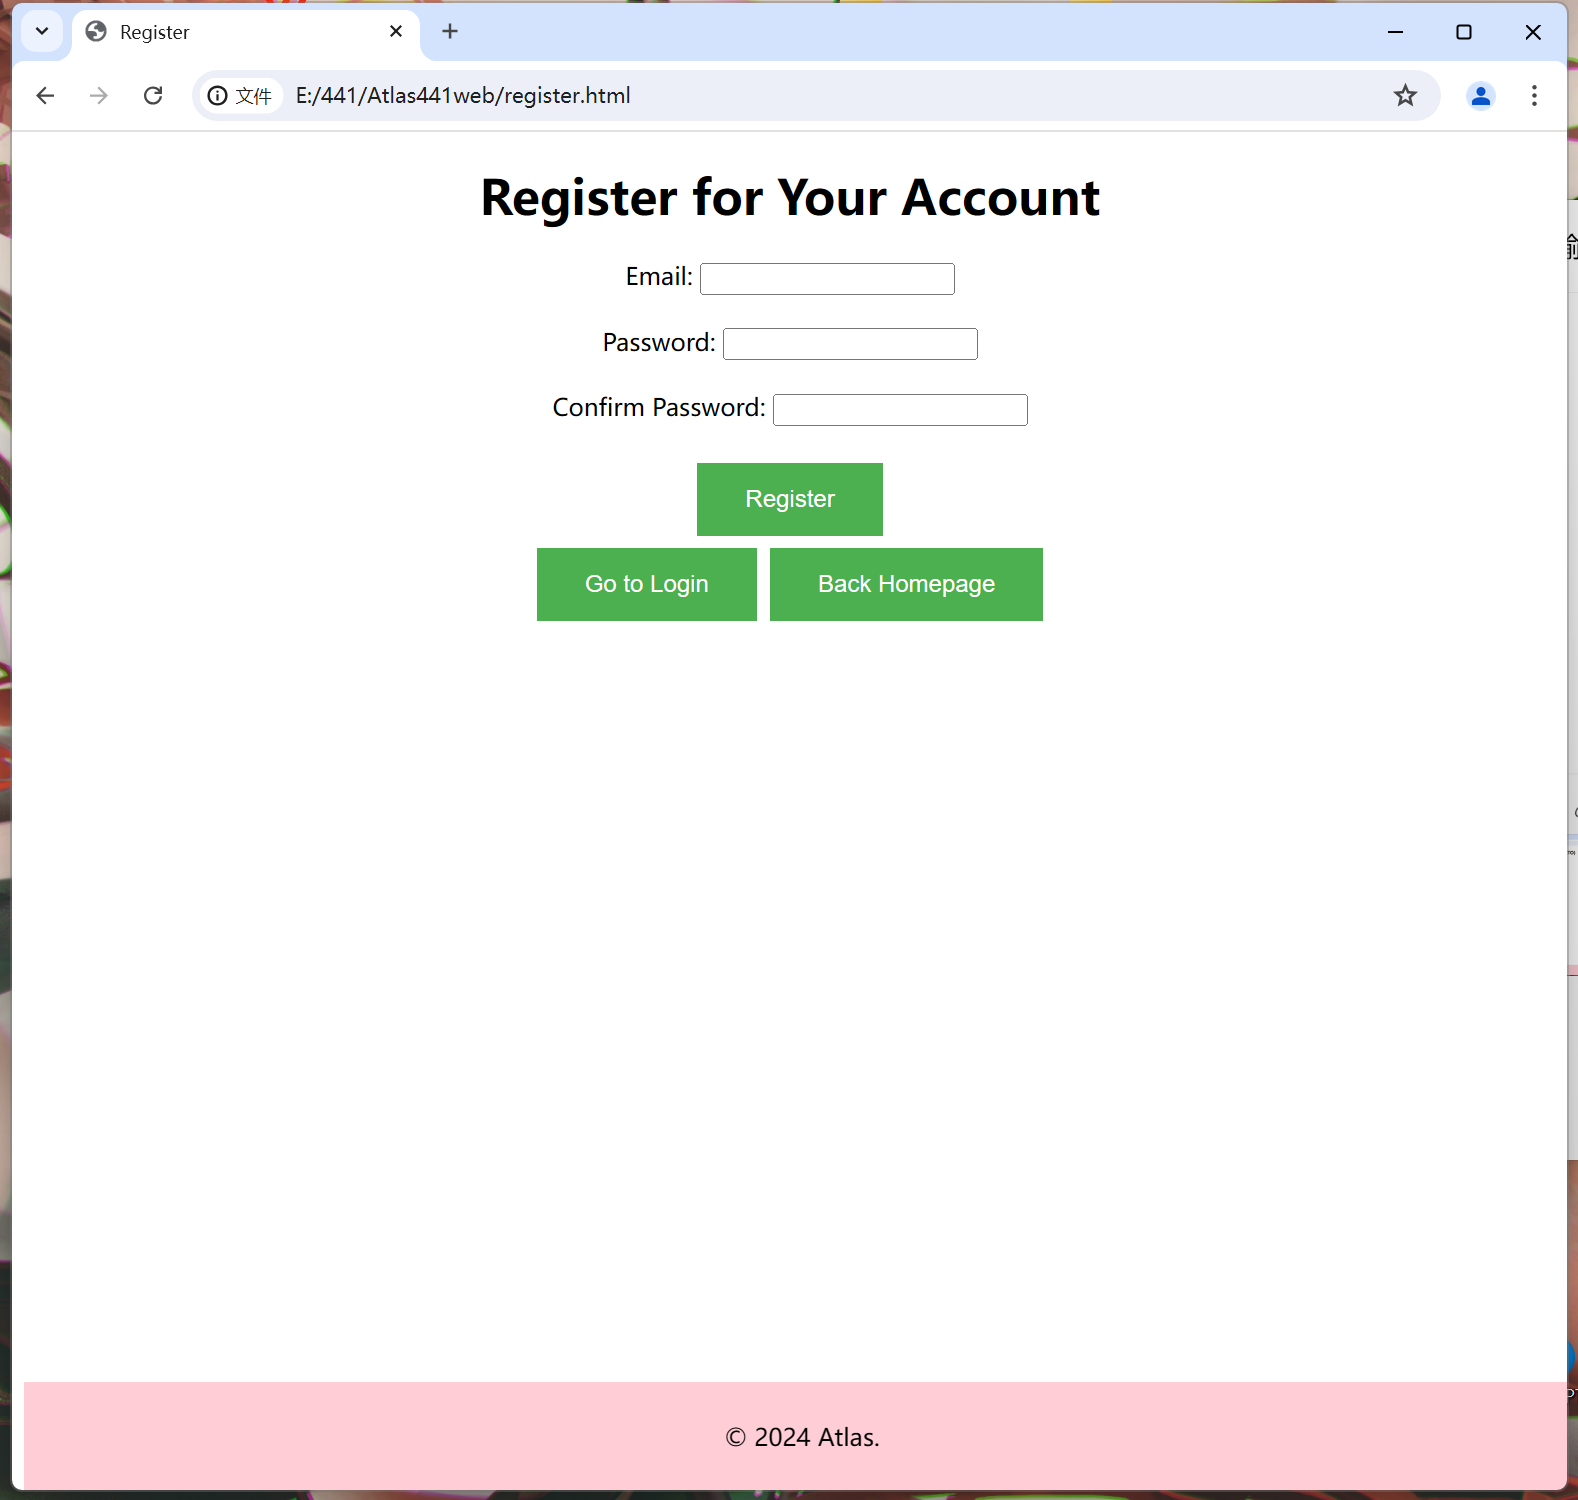 Register
文件 E:/441/Atlas441web/register.html
Register for Your Account
Email:
Password:
Confirm Password:
Register
Go to Login Back Homepage
© 2024 Atlas.